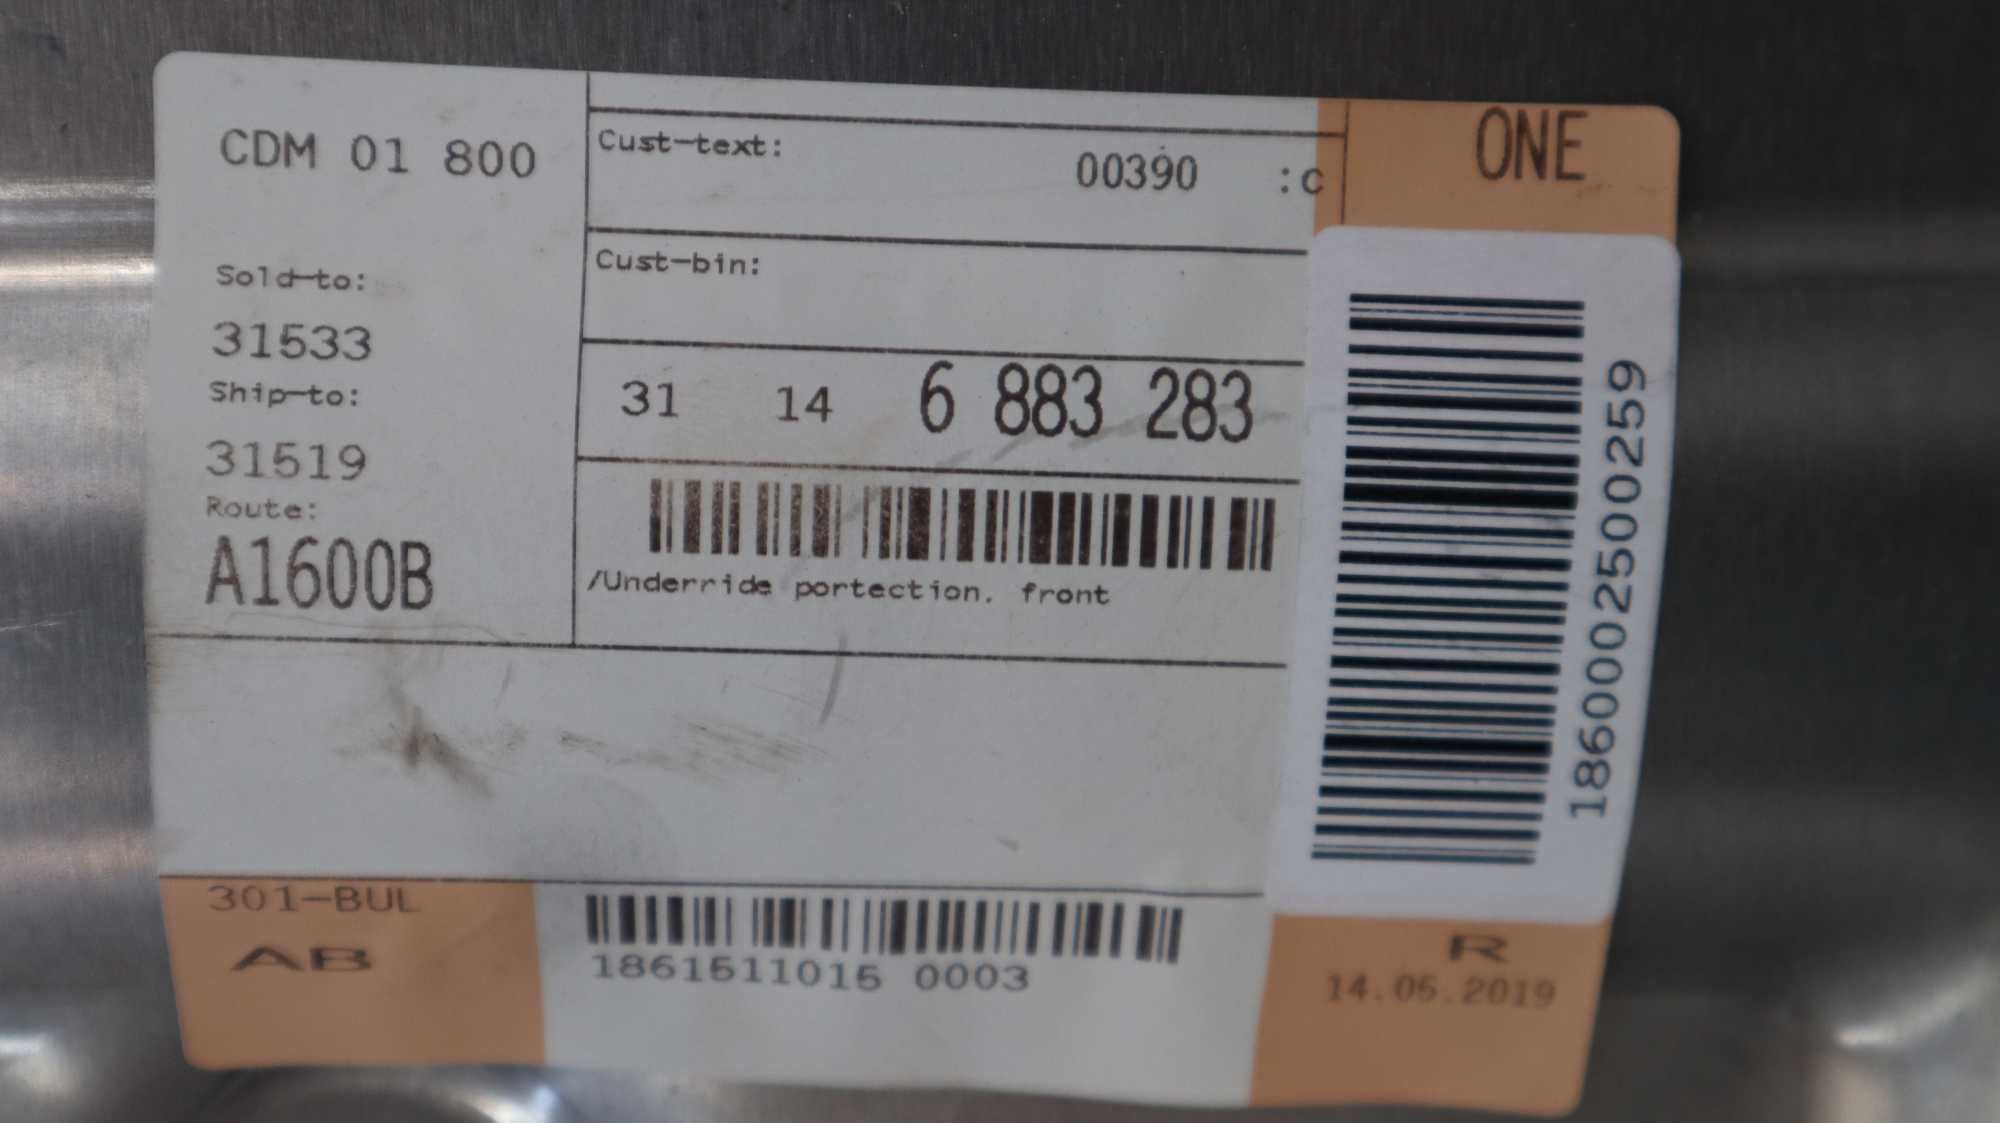 CDM 01 800
Sold-to:
31533
Ship-to:
31519
Route:
A1600B
Cust-text:
00390 :c
Cust-bin:
31 14 6 883 283
/Underride portection. front
ONE
1860002500259
301-BUL
AB
1861511015 0003
R
14.05.2019